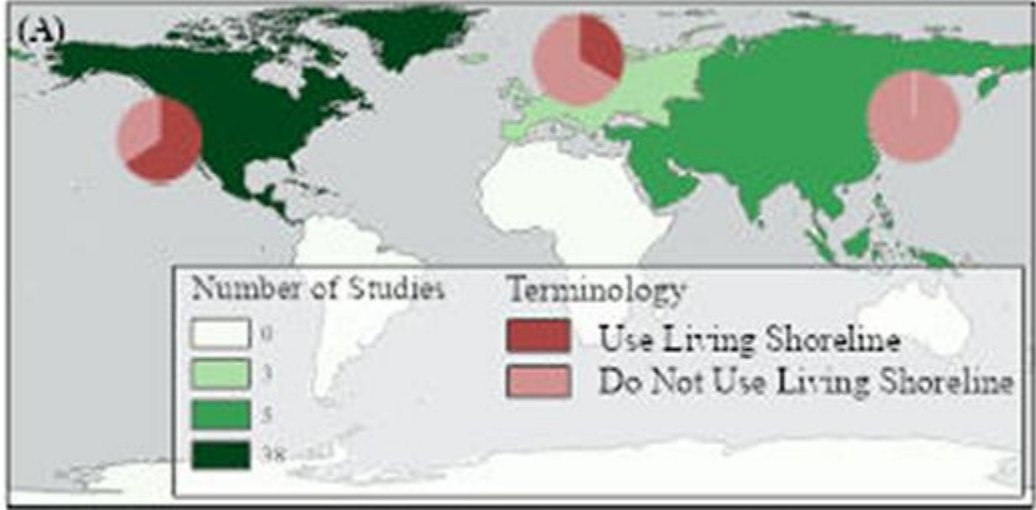 (A)
Number of Studies
0
3
5
38
Terminology
Use Living Shoreline
Do Not Use Living Shoreline